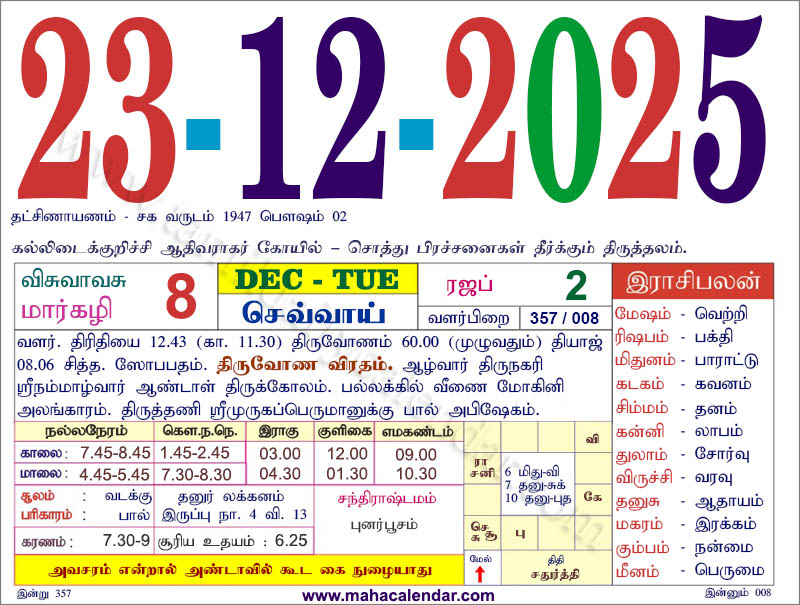 23-12-2025
தட்சிணாயணம் - சக வருடம் 1947 பௌஷம் 02
கல்லிடைக்குறிச்சி ஆதிவராகர் கோயில் – சொத்து பிரச்சனைகள் தீர்க்கும் திருத்தலம்.
விசுவாவசு
மார்கழி 8
DEC - TUE
செவ்வாய்
ரஜப் 2
வளர்பிறை 357 / 008
வளர். திரிதியை 12.43 (கா. 11.30) திருவோணம் 60.00 (முழுவதும்) தியாஜ்
08.06 சித்த. ஸோபபதம். திருவோண விரதம். ஆழ்வார் திருநகரி
ஸ்ரீநம்மாழ்வார் ஆண்டாள் திருக்கோலம். பல்லக்கில் வீணை மோகினி
அலங்காரம். திருத்தணி ஸ்ரீமுருகப்பெருமானுக்கு பால் அபிஷேகம்.
நல்லநேரம் கௌ.ந.நெ. இராகு குளிகை எமகண்டம்
காலை: 7.45-8.45 1.45-2.45 03.00 12.00 09.00
மாலை: 4.45-5.45 7.30-8.30 04.30 01.30 10.30
சூலம் : வடக்கு
பரிகாரம் : பால்
தனுர் லக்கனம்
இருப்பு நா. 4 வி. 13
சந்திராஷ்டமம்
புனர்பூசம்
கரணம் : 7.30-9 சூரிய உதயம் : 6.25
அவசரம் என்றால் அண்டாவில் கூட கை நுழையாது
வி
ரா
சனி
6 மிது-வி
7 தனு-சுக்
10 தனு-புத
கே
செ
சு சூ
பு
மேல்
திதி
சதுர்த்தி
இராசிபலன்
மேஷம் - வெற்றி
ரிஷபம் - பக்தி
மிதுனம் - பாராட்டு
கடகம் - கவனம்
சிம்மம் - தனம்
கன்னி - லாபம்
துலாம் - சோர்வு
விருச்சி - வரவு
தனுசு - ஆதாயம்
மகரம் - இரக்கம்
கும்பம் - நன்மை
மீனம் - பெருமை
இன்று 357
www.mahacalendar.com
இன்னும் 008